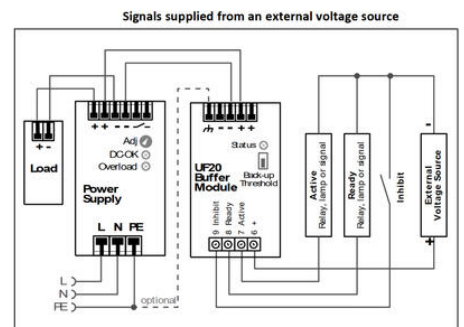 Signals supplied from an external voltage source
+ + - -
+ -
Load
Adj
DC-OK
Overload
Power
Supply
L N PE
L
N
PE
optional
- - + +
Status
UF20
Buffer
Module
Back-up
Threshold
9 Inhibit
8 Ready
7 Active
6 +
Active
Relay, lamp or signal
Ready
Relay, lamp or signal
Inhibit
-
External
Voltage Source
+